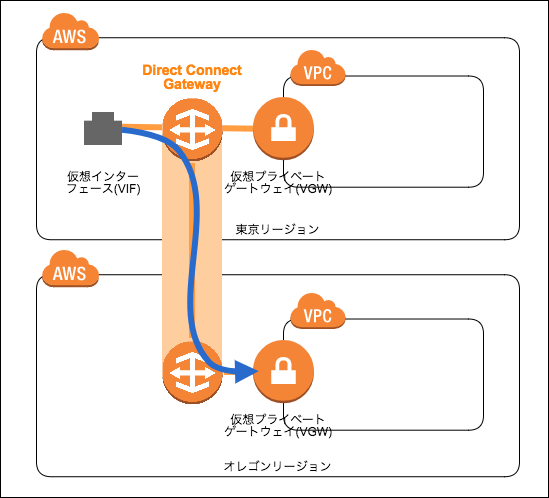 AWS
Direct Connect
Gateway
VPC
仮想インター
フェース(VIF)
仮想プライベート
ゲートウェイ(VGW)
東京リージョン
AWS
VPC
仮想プライベート
ゲートウェイ(VGW)
オレゴンリージョン